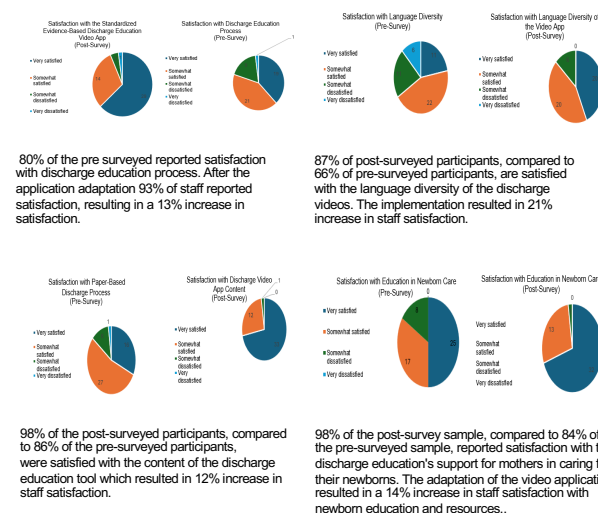 Satisfaction with the Standardized
Evidence-Based Discharge Education
Video App
(Post-Survey)
Very satisfied
Somewhat
satisfied
Somewhat
dissatisfied
Very dissatisfied
14
Satisfaction with Discharge Education
Process
(Pre-Survey)
1
Very satisfied
Somewhat
satisfied
Somewhat
dissatisfied
Very
dissatisfied
21
80% of the pre surveyed reported satisfaction
with discharge education process. After the
application adaptation 93% of staff reported
satisfaction, resulting in a 13% increase in
satisfaction.
Satisfaction with Language Diversity
(Pre-Survey)
Very satisfied
Somewhat
satisfied
Somewhat
dissatisfied
Very dissatisfied
6
22
Satisfaction with Language Diversity of
the Video App
(Post-Survey)
0
Very satisfied
Somewhat
satisfied
Somewhat
dissatisfied
Very dissatisfied
20
87% of post-surveyed participants, compared to
66% of pre-surveyed participants, are satisfied
with the language diversity of the discharge
videos. The implementation resulted in 21%
increase in staff satisfaction.
Satisfaction with Paper-Based
Discharge Process
(Pre-Survey)
1
Very satisfied
Somewhat
satisfied
Somewhat
dissatisfied
Very dissatisfied
27
Satisfaction with Discharge Video
App Content
(Post-Survey)
1
0
Very satisfied
Somewhat
satisfied
Somewhat
dissatisfied
Very
dissatisfied
12
98% of the post-surveyed participants, compared
to 86% of the pre-surveyed participants,
were satisfied with the content of the discharge
education tool which resulted in 12% increase in
staff satisfaction.
Satisfaction with Education in Newborn Care
(Pre-Survey)
0
Very satisfied
Somewhat satisfied
Somewhat
dissatisfied
Very dissatisfied
8
25
17
Satisfaction with Education in Newborn Care
(Post-Survey)
0
Very satisfied
Somewhat
satisfied
Somewhat
dissatisfied
Very dissatisfied
13
98% of the post-survey sample, compared to 84% of
the pre-surveyed sample, reported satisfaction with
discharge education's support for mothers in caring
their newborns. The adaptation of the video
resulted in a 14% increase in staff satisfaction with
newborn education and resources..